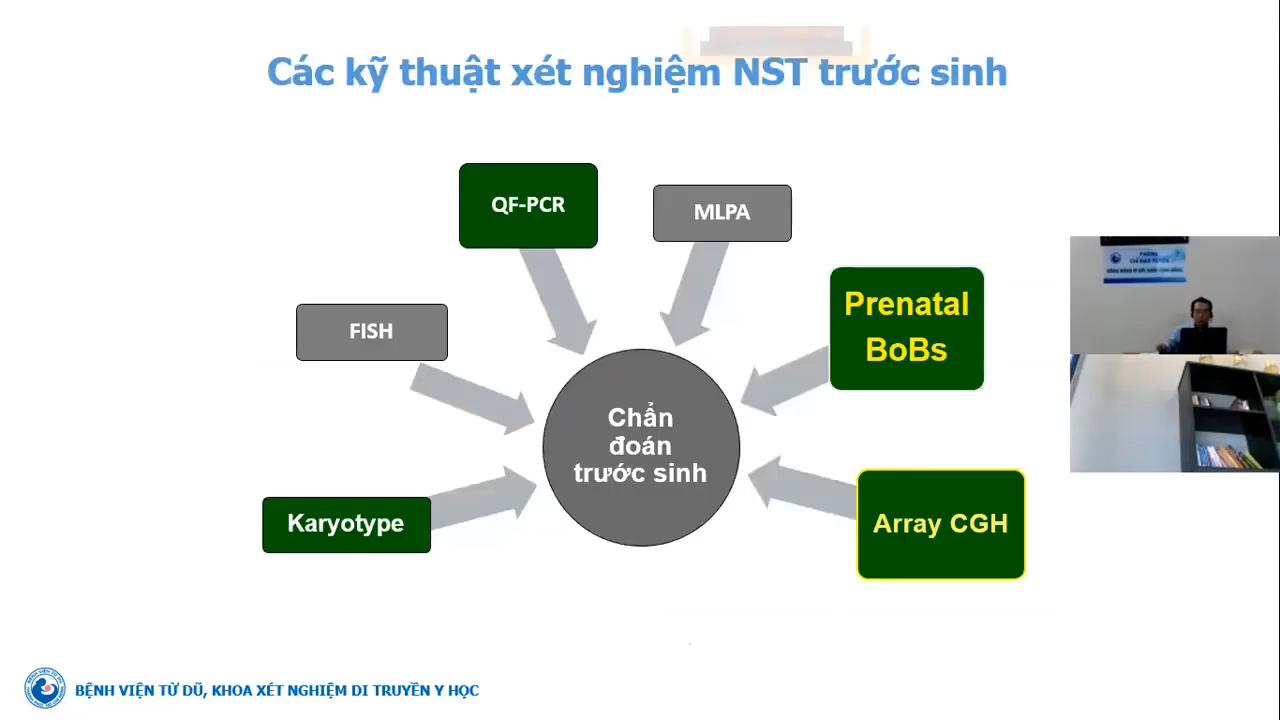 Các kỹ thuật xét nghiệm NST trước sinh
QF-PCR
MLPA
Prenatal
BoBs
FISH
Chẩn
đoán
trước sinh
Karyotype
Array CGH
BỆNH VIỆN TỪ DŨ, KHOA XÉT NGHIỆM DI TRUYỀN Y HỌC